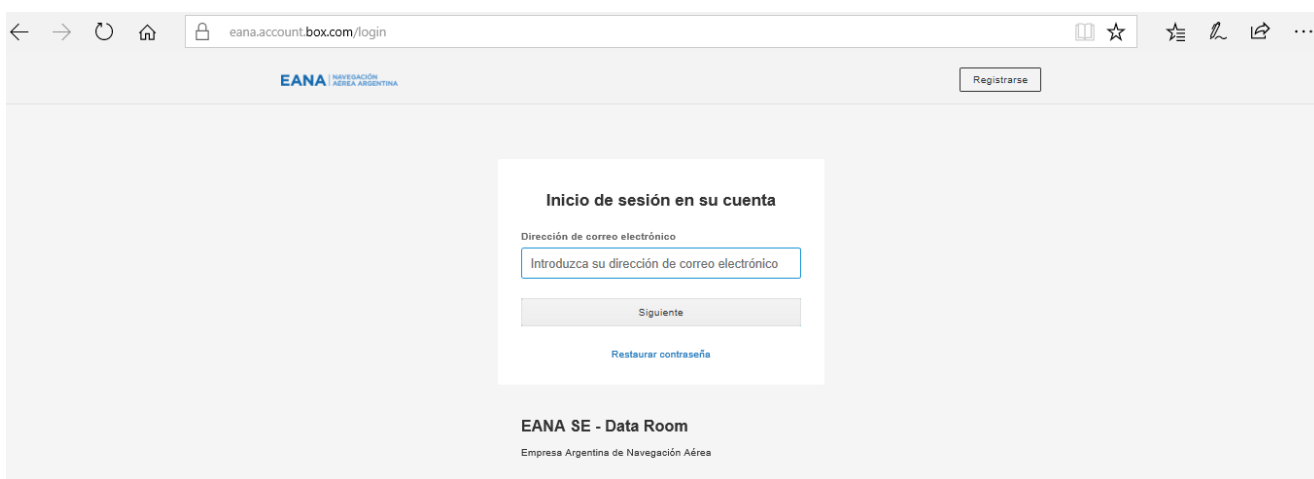 eana.account.box.com/login
EANA NAVEGACIÓN
AÉREA ARGENTINA
Registrarse
Inicio de sesión en su cuenta
Dirección de correo electrónico
Introduzca su dirección de correo electrónico
Siguiente
Restaurar contraseña
EANA SE - Data Room
Empresa Argentina de Navegación Aérea